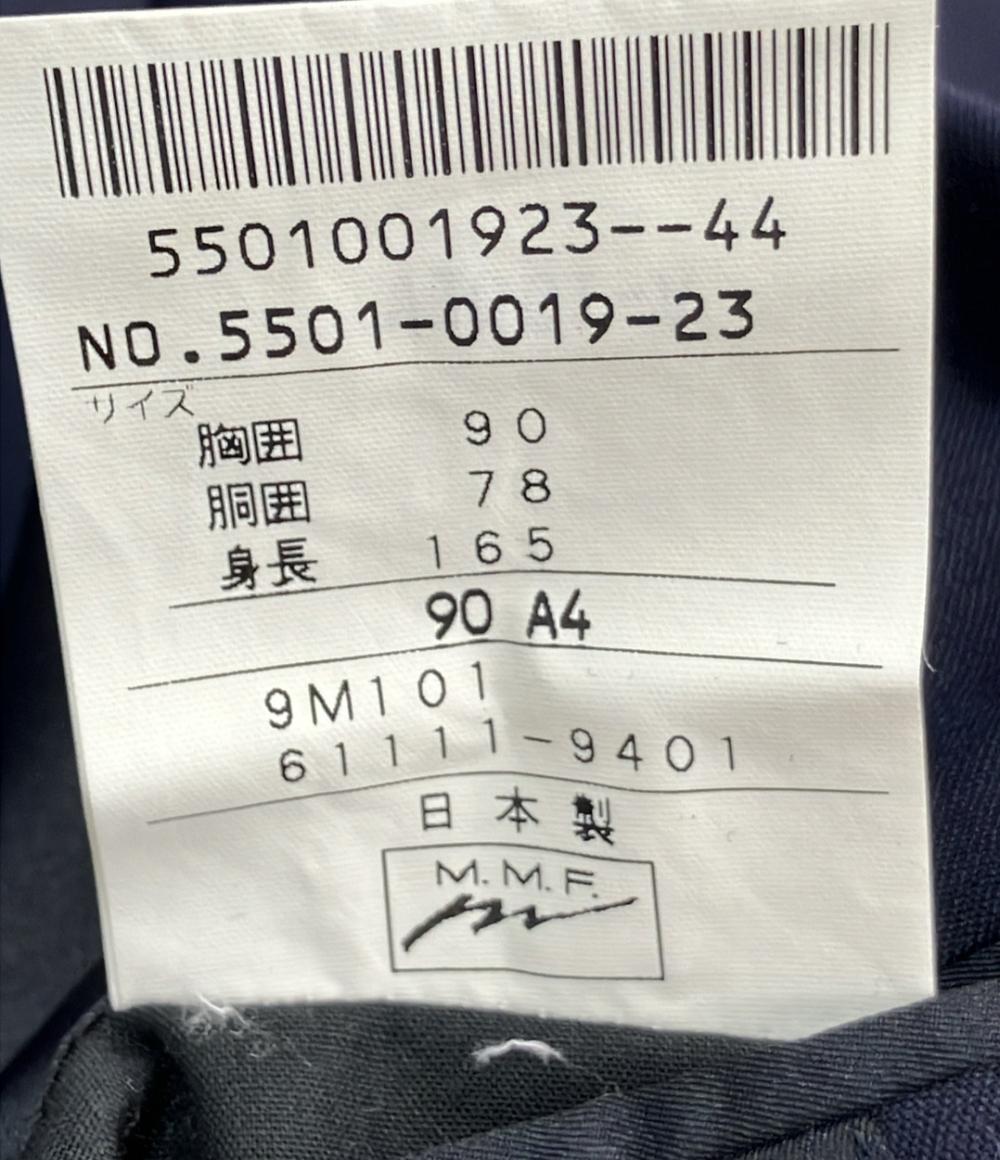 5501001923--44
NO.5501-0019-23
サイズ
胸囲 90
胴囲 78
身長 165
90 A4
9M101
61111-9401
日本製
M.M.F.